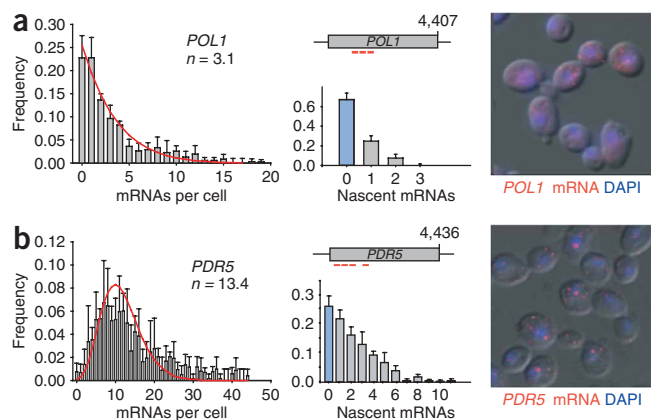 a
0.30
0.25
0.20
0.15
0.10
0.05
0.00
Frequency
0
5
10
15
20
mRNAs per cell
POL1
n = 3.1
4,407
POL1
0.6
0.4
0.2
0.0
0
1
2
3
Nascent mRNAs
POL1 mRNA DAPI
b
0.12
0.10
0.08
0.06
0.04
0.02
0.00
Frequency
0
10
20
30
40
50
mRNAs per cell
PDR5
n = 13.4
4,436
PDR5
0.3
0.2
0.1
0.0
0
2
4
6
8
10
Nascent mRNAs
PDR5 mRNA DAPI